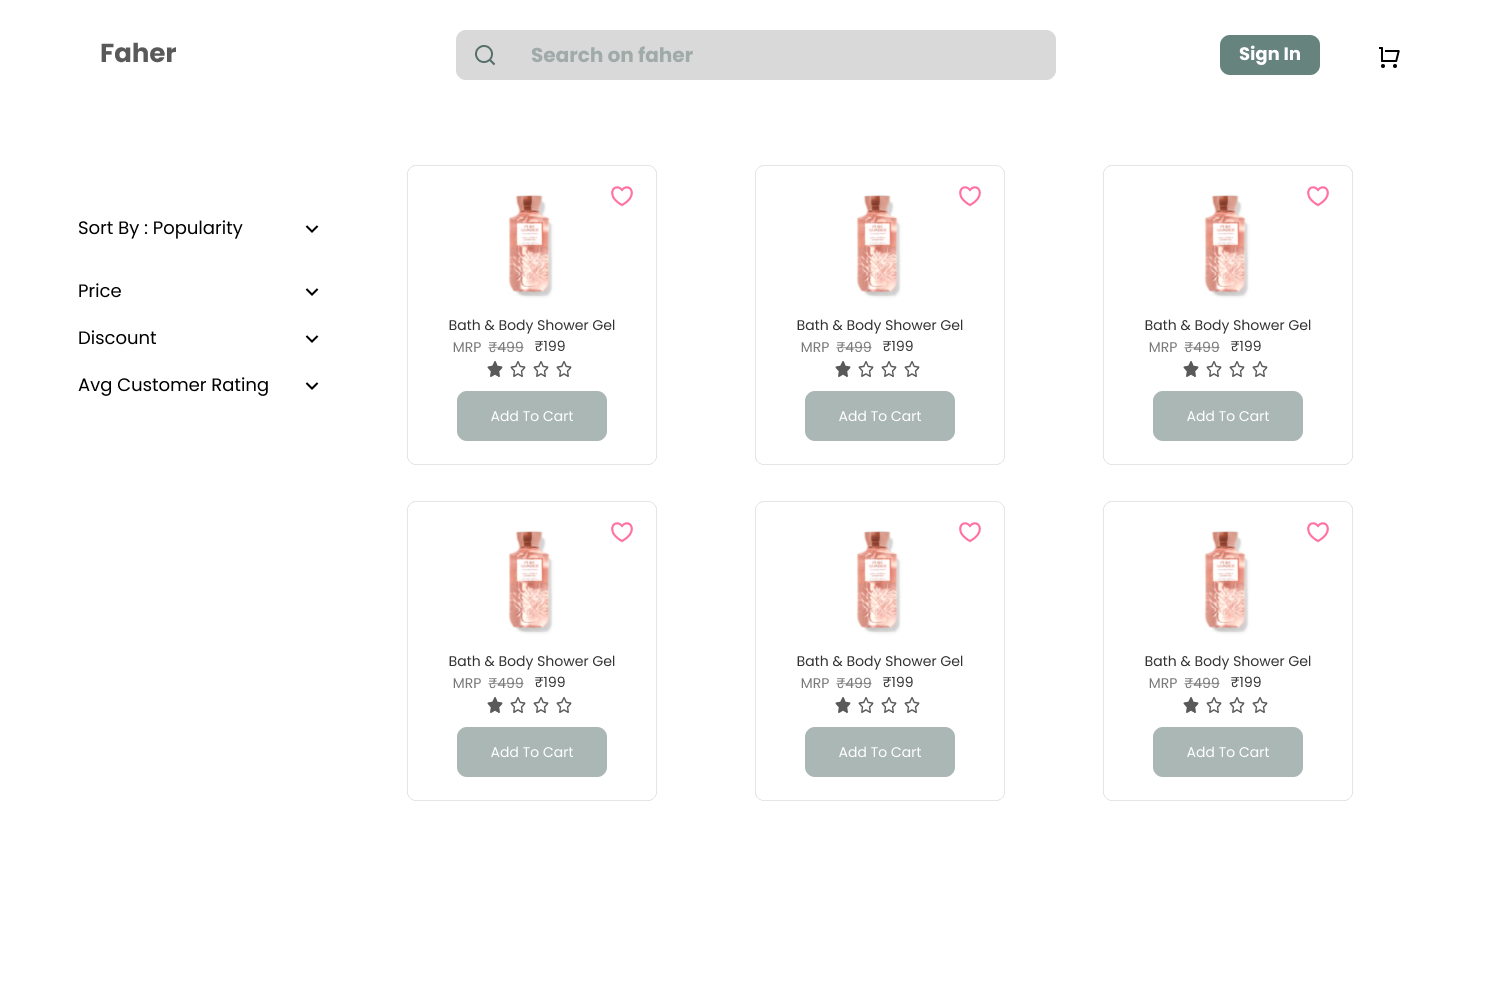 Faher
Search on faher
Sign In
Sort By : Popularity
Price
Discount
Avg Customer Rating
Bath & Body Shower Gel
MRP ₹499 ₹199
Add To Cart
Bath & Body Shower Gel
MRP ₹499 ₹199
Add To Cart
Bath & Body Shower Gel
MRP ₹499 ₹199
Add To Cart
Bath & Body Shower Gel
MRP ₹499 ₹199
Add To Cart
Bath & Body Shower Gel
MRP ₹499 ₹199
Add To Cart
Bath & Body Shower Gel
MRP ₹499 ₹199
Add To Cart